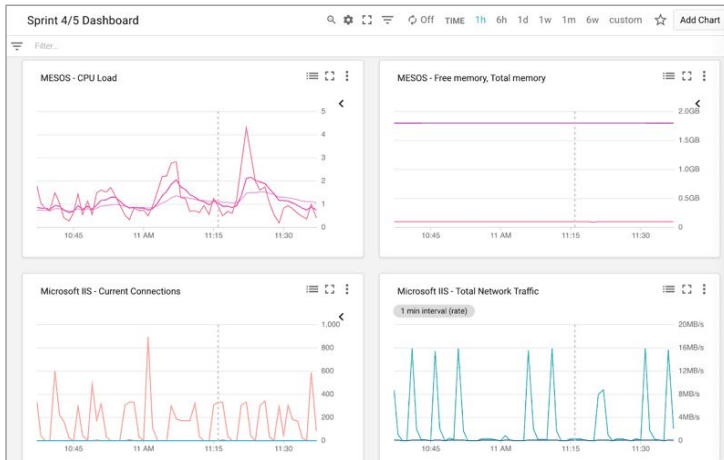 Sprint 4/5 Dashboard
Off TIME 1h 6h 1d 1w 1m 6w custom Add Chart
Filter...
MESOS - CPU Load
5
4
3
2
1
0
10:45 11 AM 11:15 11:30
MESOS - Free memory, Total memory
2.0GB
1.5GB
1.0GB
0.5GB
0
10:45 11 AM 11:15 11:30
Microsoft IIS - Current Connections
1,000
800
600
400
200
0
10:45 11 AM 11:15 11:30
Microsoft IIS - Total Network Traffic
1 min interval (rate)
20MB/s
16MB/s
12MB/s
8MB/s
4MB/s
0
10:45 11 AM 11:15 11:30